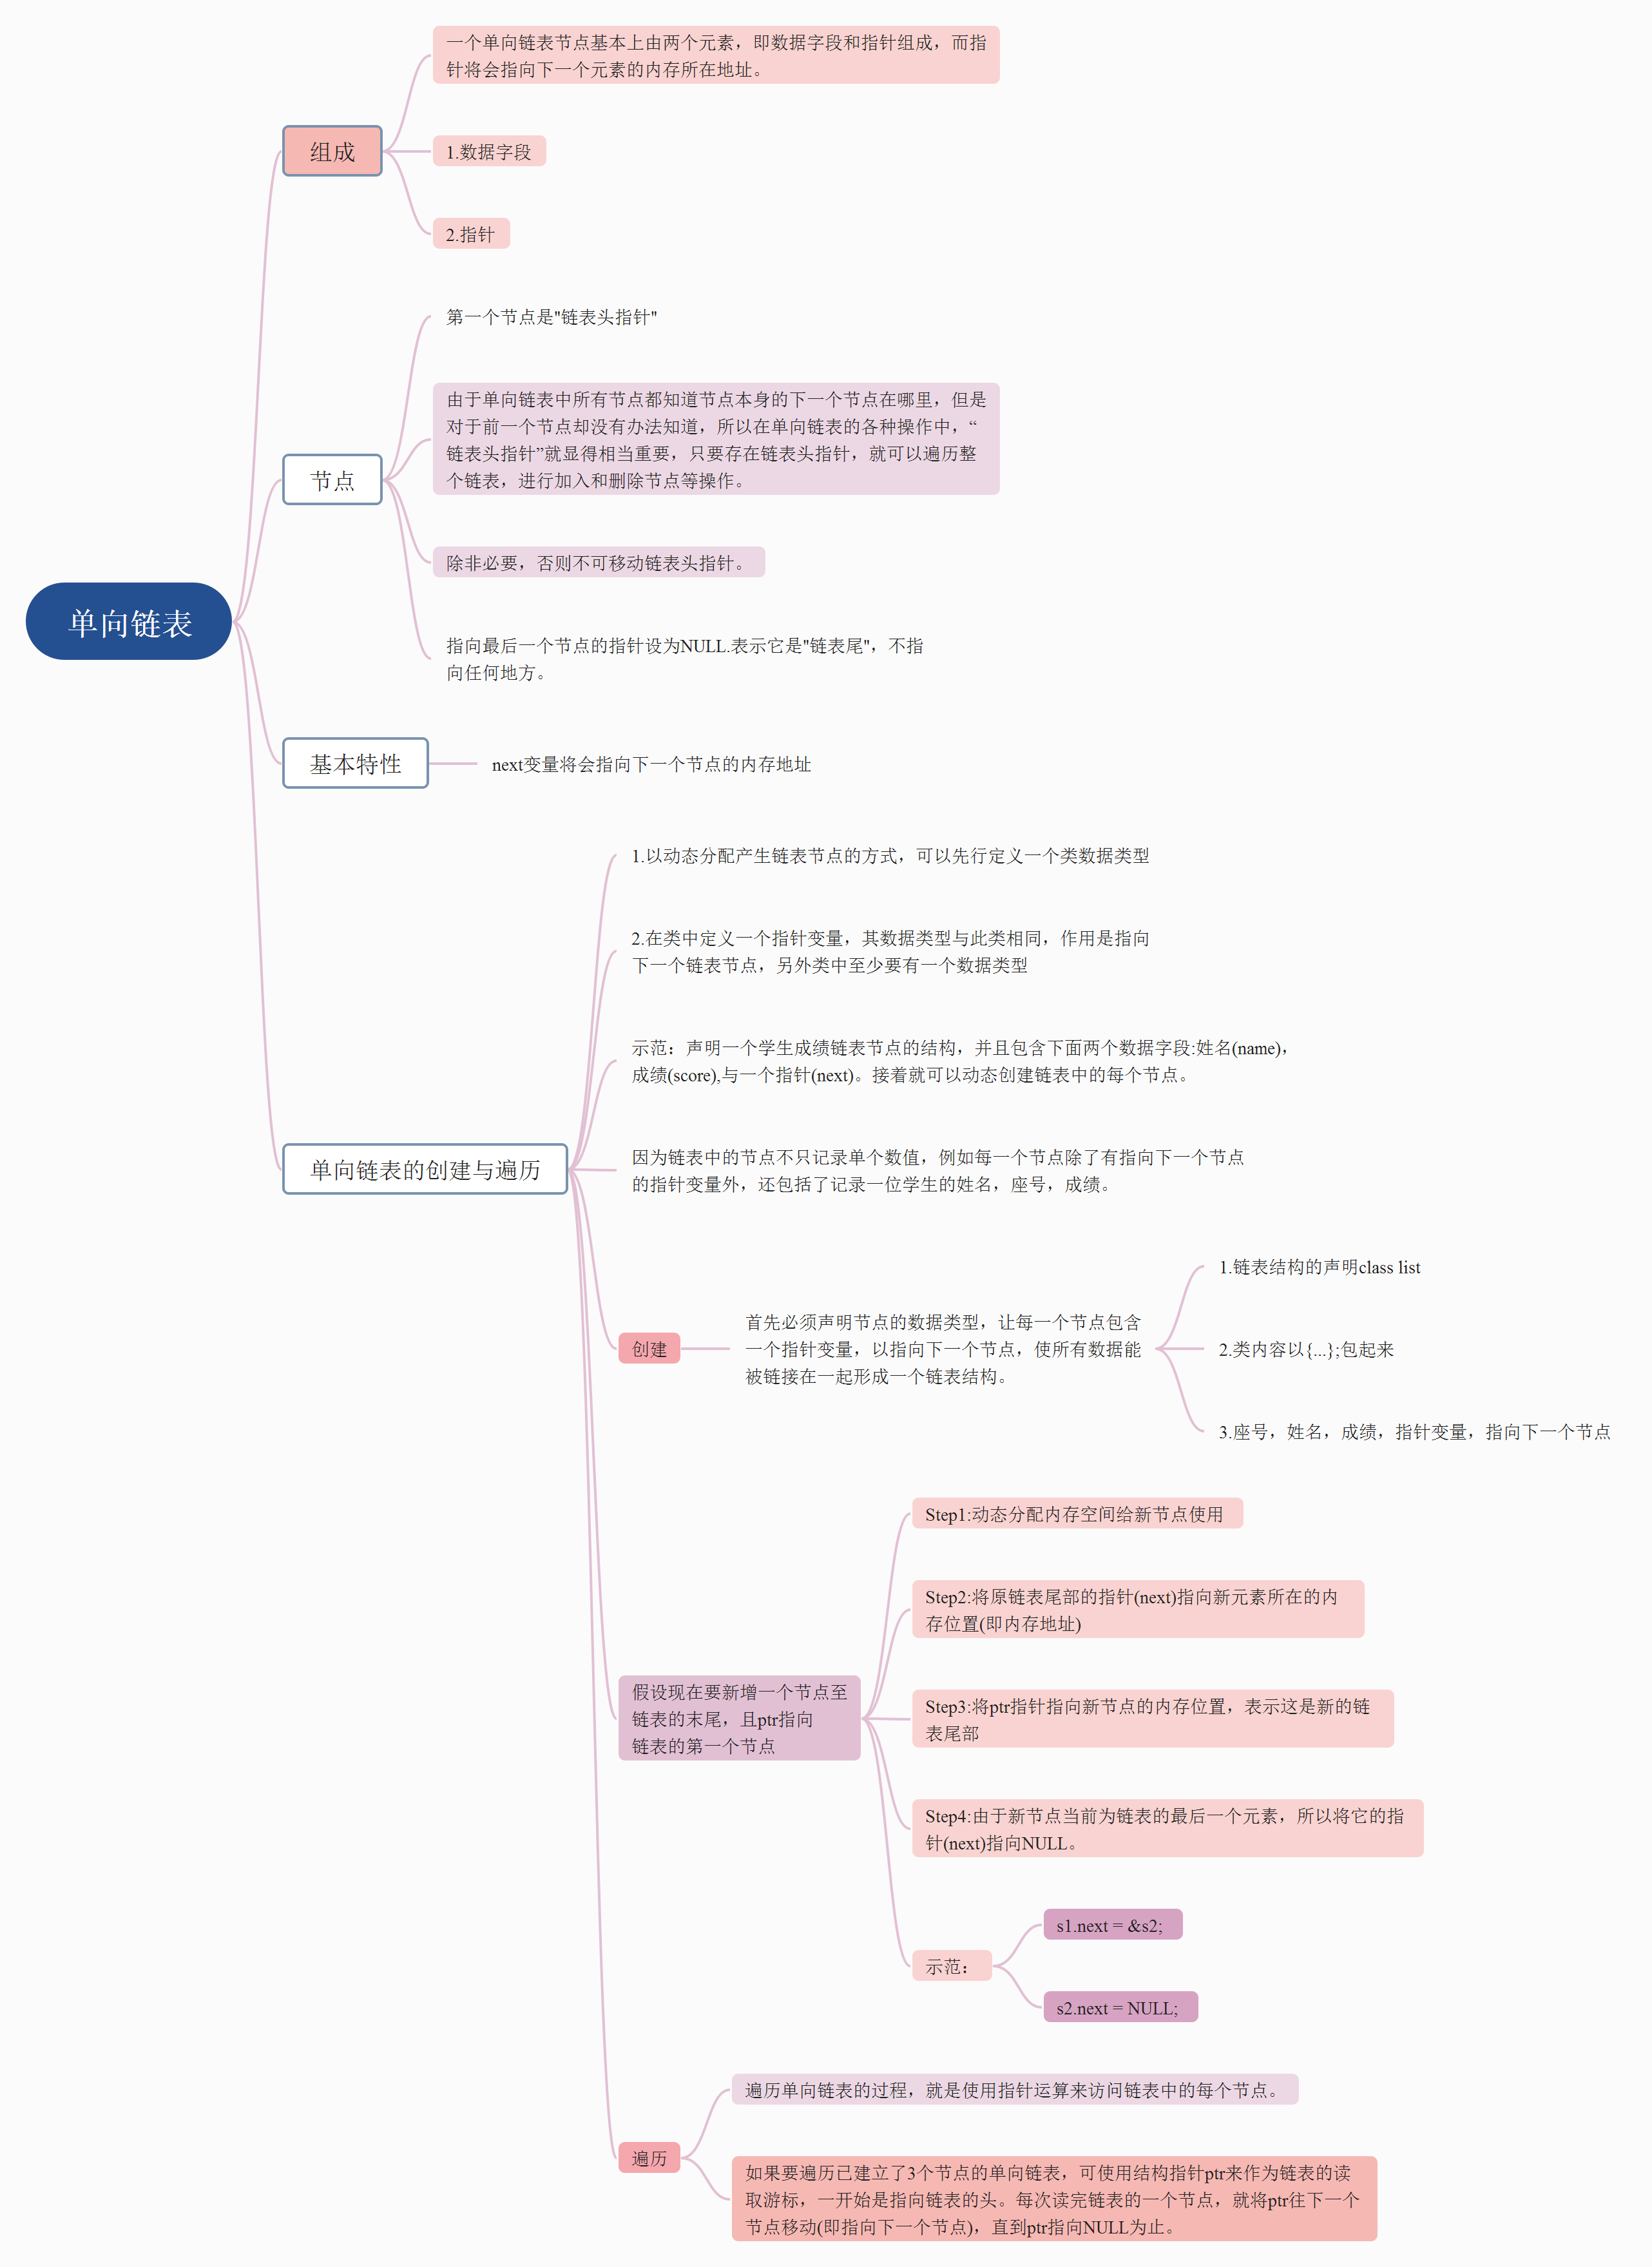 单向链表
组成
一个单向链表节点基本上由两个元素，即数据字段和指针组成，而指
针将会指向下一个元素的内存所在地址。
1.数据字段
2.指针
节点
第一个节点是"链表头指针"
由于单向链表中所有节点都知道节点本身的下一个节点在哪里，但是
对于前一个节点却没有办法知道，所以在单向链表的各种操作中，“
链表头指针”就显得相当重要，只要存在链表头指针，就可以遍历整
个链表，进行加入和删除节点等操作。
除非必要，否则不可移动链表头指针。
指向最后一个节点的指针设为NULL.表示它是"链表尾"，不指
向任何地方。
基本特性
next变量将会指向下一个节点的内存地址
单向链表的创建与遍历
1.以动态分配产生链表节点的方式，可以先行定义一个类数据类型
2.在类中定义一个指针变量，其数据类型与此类相同，作用是指向
下一个链表节点，另外类中至少要有一个数据类型
示范：声明一个学生成绩链表节点的结构，并且包含下面两个数据字段:姓名(name)，
成绩(score),与一个指针(next)。接着就可以动态创建链表中的每个节点。
因为链表中的节点不只记录单个数值，例如每一个节点除了有指向下一个节点
的指针变量外，还包括了记录一位学生的姓名，座号，成绩。
创建
首先必须声明节点的数据类型，让每一个节点包含
一个指针变量，以指向下一个节点，使所有数据能
被链接在一起形成一个链表结构。
1.链表结构的声明class list
2.类内容以{...};包起来
3.座号，姓名，成绩，指针变量，指向下一个节点
假设现在要新增一个节点至
链表的末尾，且ptr指向
链表的第一个节点
Step1:动态分配内存空间给新节点使用
Step2:将原链表尾部的指针(next)指向新元素所在的内
存位置(即内存地址)
Step3:将ptr指针指向新节点的内存位置，表示这是新的链
表尾部
Step4:由于新节点当前为链表的最后一个元素，所以将它的指
针(next)指向NULL。
示范：
s1.next = &s2;
s2.next = NULL;
遍历
遍历单向链表的过程，就是使用指针运算来访问链表中的每个节点。
如果要遍历已建立了3个节点的单向链表，可使用结构指针ptr来作为链表的读
取游标，一开始是指向链表的头。每次读完链表的一个节点，就将ptr往下一个
节点移动(即指向下一个节点)，直到ptr指向NULL为止。